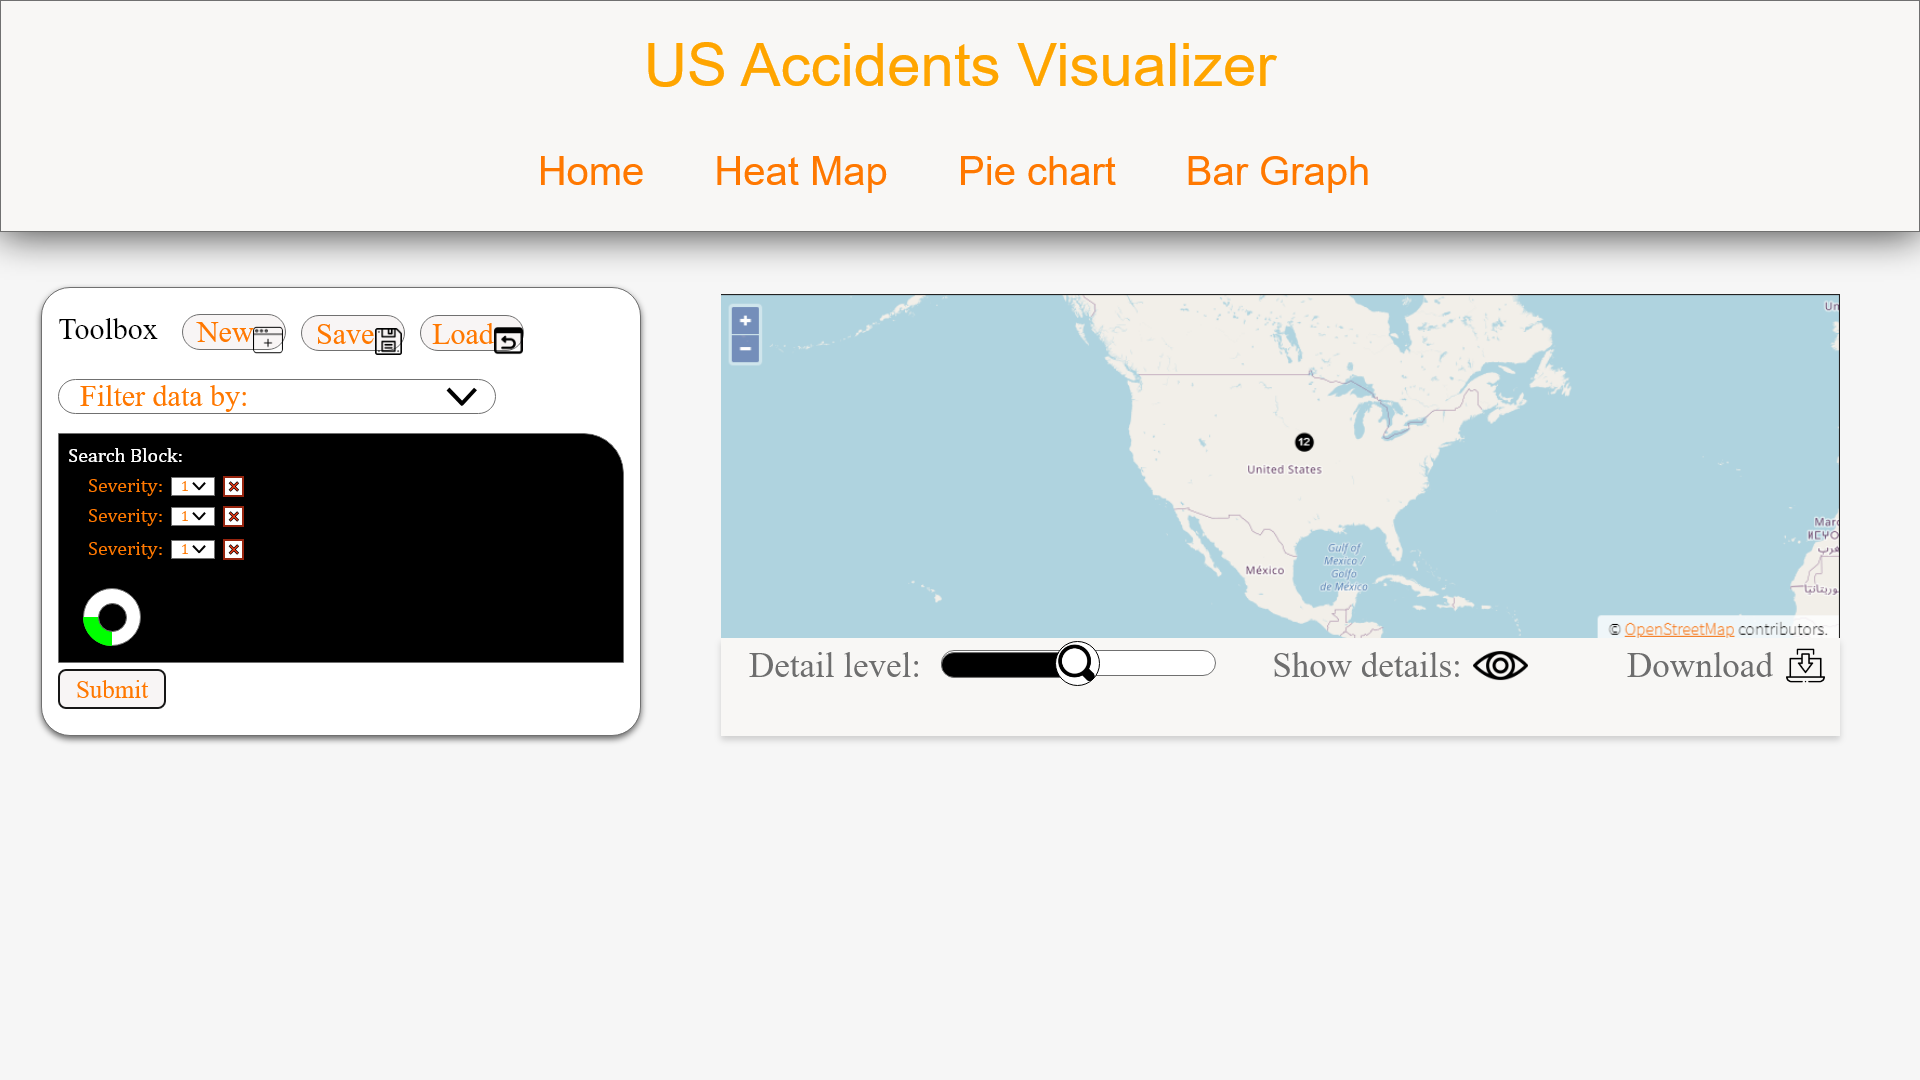 US Accidents Visualizer
Home Heat Map Pie chart Bar Graph
Toolbox New Save Load
Filter data by:
Search Block:
Severity: 1
Severity: 1
Severity: 1
Submit
+
−
12
United States
México
Gulf of
Mexico /
Golfo
de México
Un
Marc
© OpenStreetMap contributors.
Detail level: Show details: Download